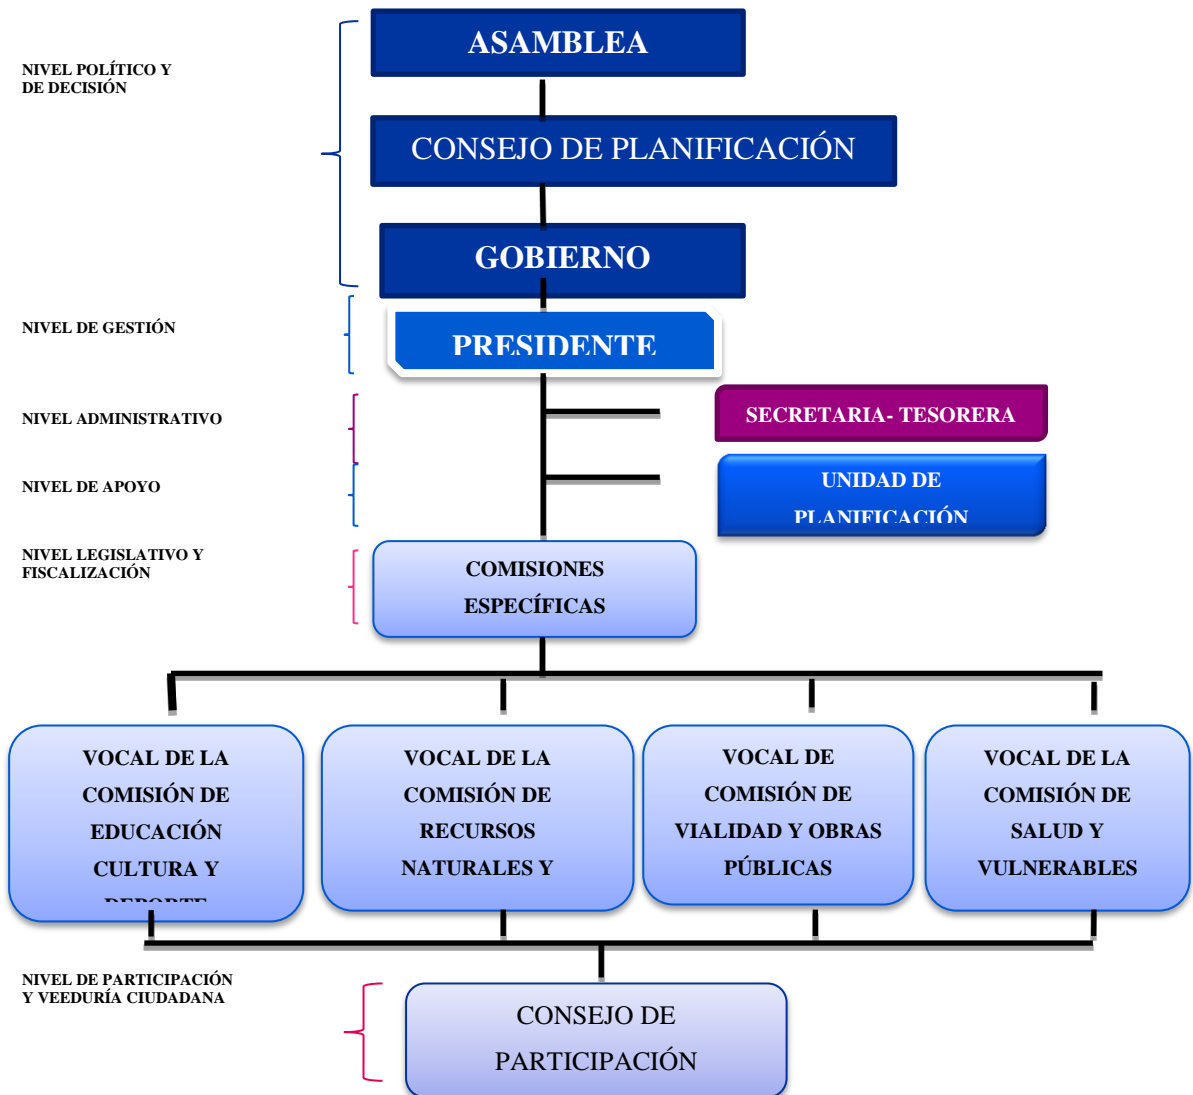 ASAMBLEA
NIVEL POLÍTICO Y
DE DECISIÓN
CONSEJO DE PLANIFICACIÓN
GOBIERNO
NIVEL DE GESTIÓN
PRESIDENTE
NIVEL ADMINISTRATIVO
SECRETARIA- TESORERA
NIVEL DE APOYO
UNIDAD DE
PLANIFICACIÓN
NIVEL LEGISLATIVO Y
FISCALIZACIÓN
COMISIONES
ESPECÍFICAS
VOCAL DE LA
COMISIÓN DE
EDUCACIÓN
CULTURA Y
DEPORTE
VOCAL DE LA
COMISIÓN DE
RECURSOS
NATURALES Y
VOCAL DE
COMISIÓN DE
VIALIDAD Y OBRAS
PÚBLICAS
VOCAL DE LA
COMISIÓN DE
SALUD Y
VULNERABLES
NIVEL DE PARTICIPACIÓN
Y VEEDURÍA CIUDADANA
CONSEJO DE
PARTICIPACIÓN